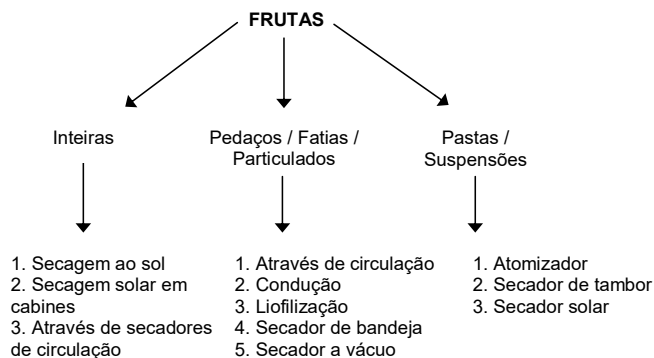 FRUTAS
Inteiras
Pedaços / Fatias /
Particulados
Pastas /
Suspensões
1. Secagem ao sol
2. Secagem solar em
cabines
3. Através de secadores
de circulação
1. Através de circulação
2. Condução
3. Liofilização
4. Secador de bandeja
5. Secador a vácuo
1. Atomizador
2. Secador de tambor
3. Secador solar